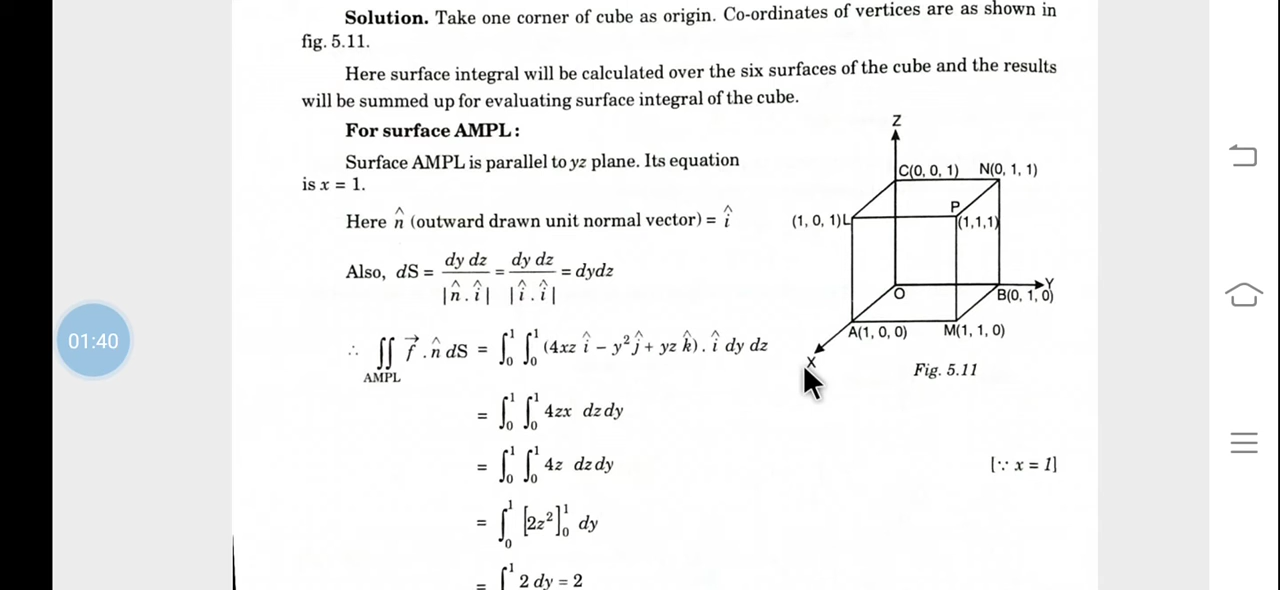 Solution. Take one corner of cube as origin. Co-ordinates of vertices are as shown in
fig. 5.11.
Here surface integral will be calculated over the six surfaces of the cube and the results
will be summed up for evaluating surface integral of the cube.
For surface AMPL:
Surface AMPL is parallel to yz plane. Its equation
is x = 1.
Here n̂ (outward drawn unit normal vector) = î
Also, dS = dy dz / |n̂ . î| = dy dz / |î . î| = dydz
∴ ∬_AMPL f⃗ . n̂ dS = ∫₀¹ ∫₀¹ (4xz î – y² ĵ + yz k̂) . î dy dz
= ∫₀¹ ∫₀¹ 4zx dzdy
= ∫₀¹ ∫₀¹ 4z dzdy [∵ x = 1]
= ∫₀¹ [2z²]₀¹ dy
= ∫¹ 2 dy = 2
Z
C(0, 0, 1) N(0, 1, 1)
P
(1, 0, 1)L (1,1,1)
O Y
B(0, 1, 0)
A(1, 0, 0) M(1, 1, 0)
X
Fig. 5.11
01:40